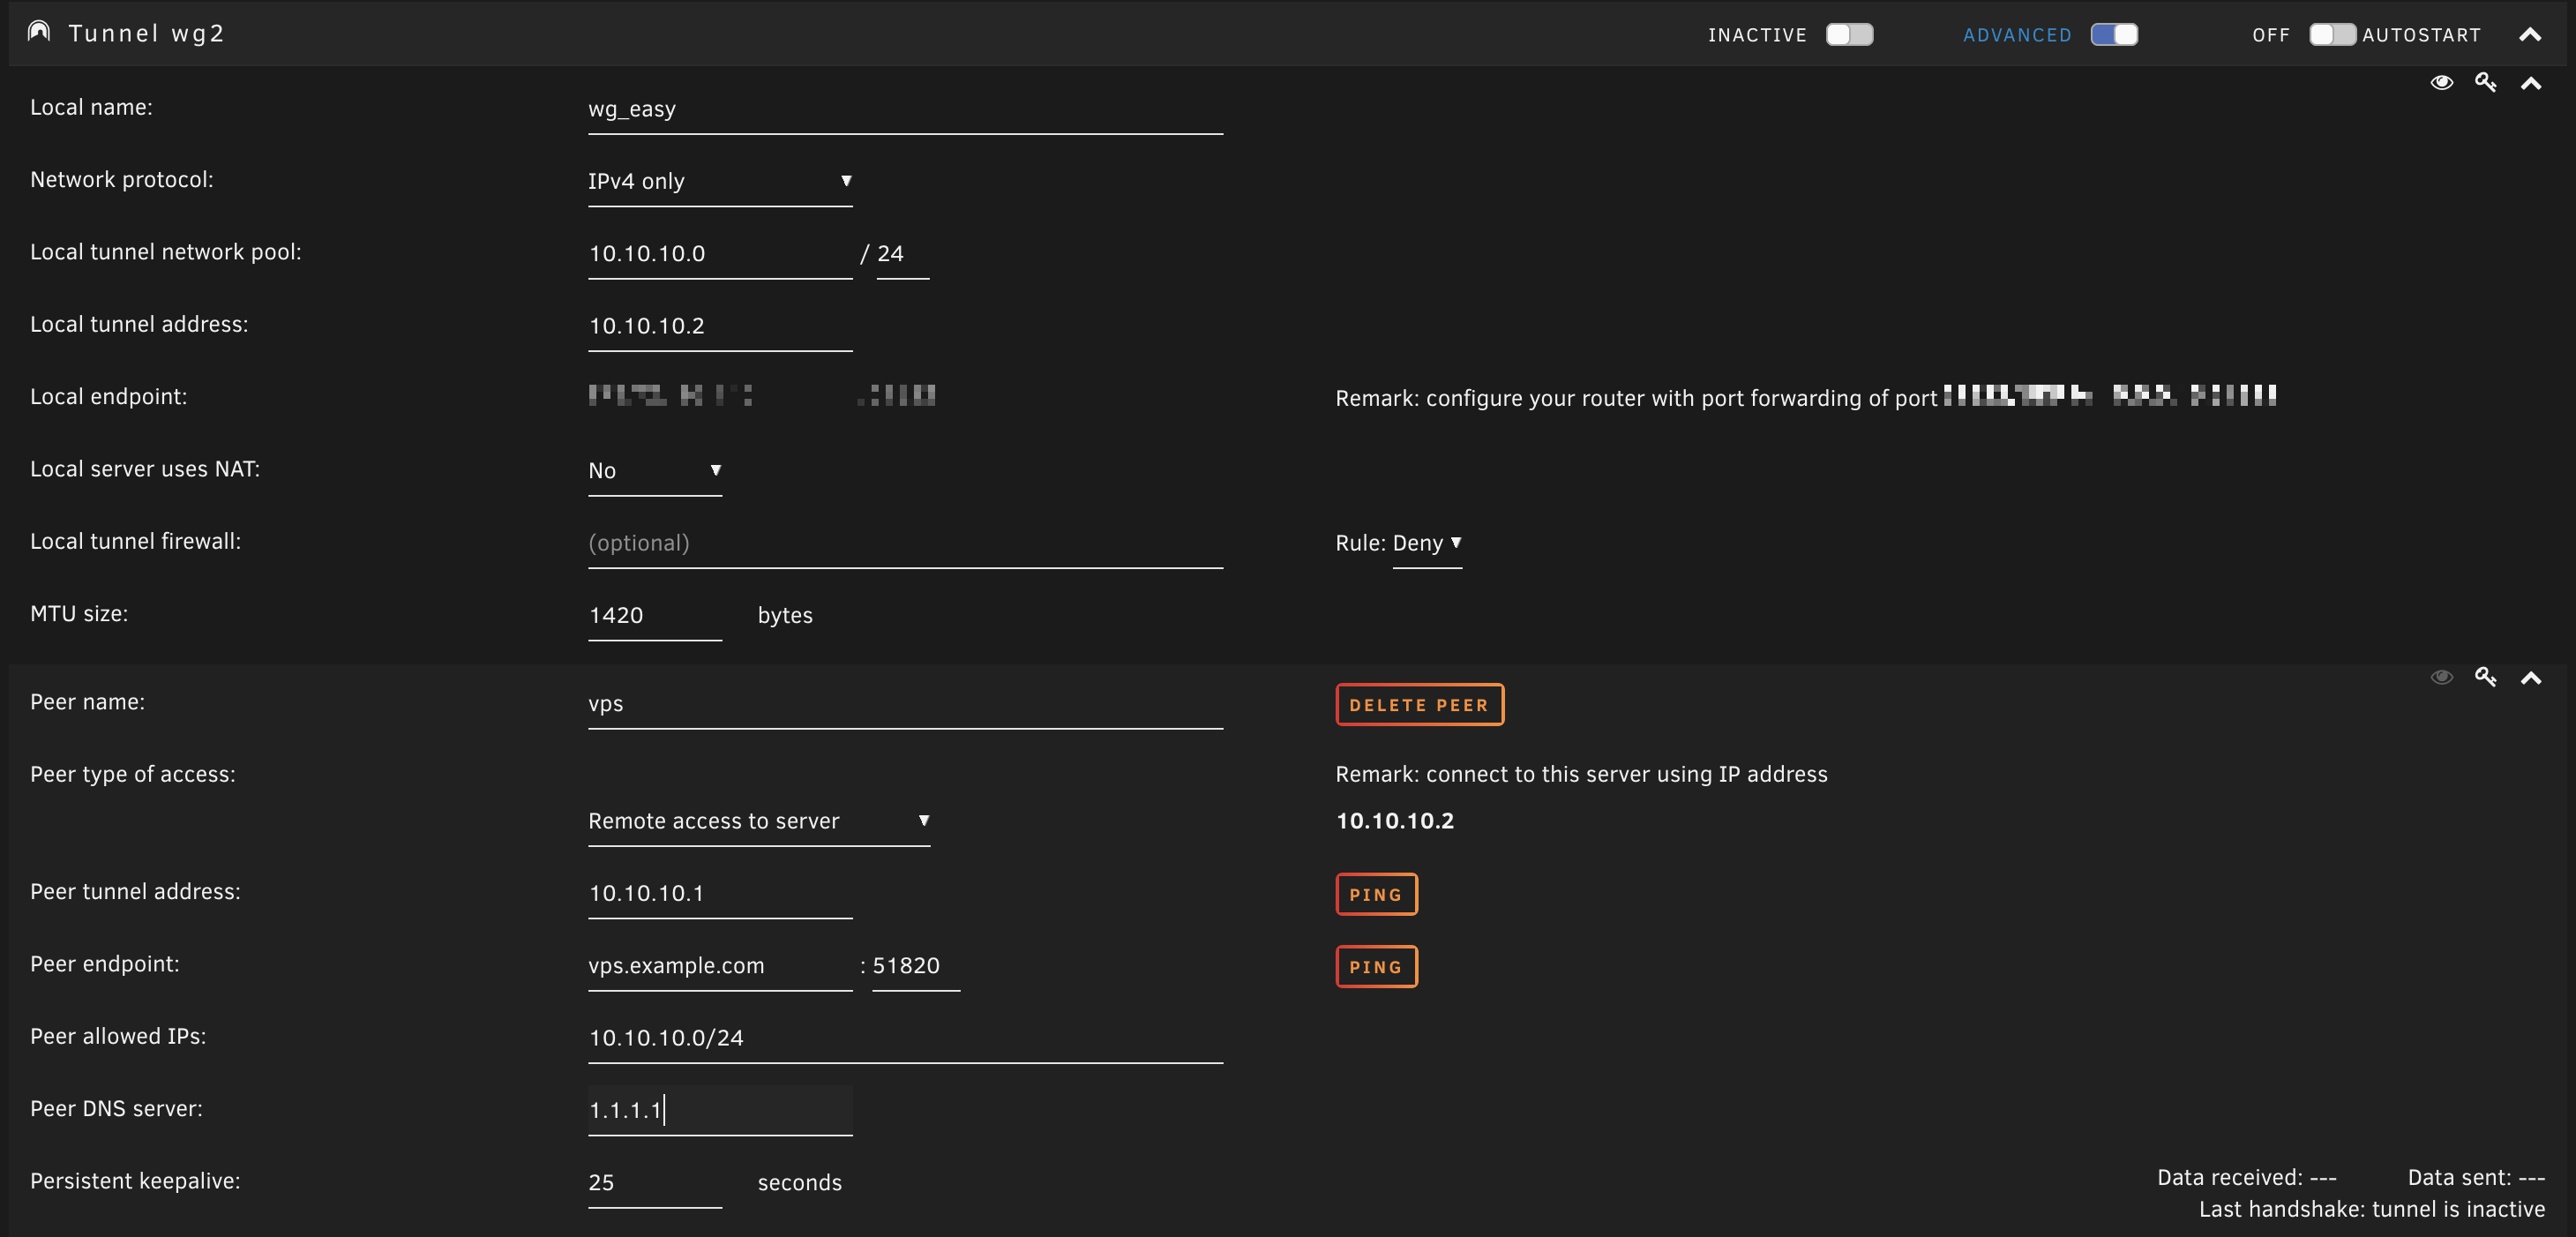 Tunnel wg2 INACTIVE ADVANCED OFF AUTOSTART
Local name: wg_easy
Network protocol: IPv4 only
Local tunnel network pool: 10.10.10.0 / 24
Local tunnel address: 10.10.10.2
Local endpoint: Remark: configure your router with port forwarding of port
Local server uses NAT: No
Local tunnel firewall: (optional) Rule: Deny
MTU size: 1420 bytes
Peer name: vps DELETE PEER
Peer type of access: Remark: connect to this server using IP address
Remote access to server 10.10.10.2
Peer tunnel address: 10.10.10.1 PING
Peer endpoint: vps.example.com : 51820 PING
Peer allowed IPs: 10.10.10.0/24
Peer DNS server: 1.1.1.1
Persistent keepalive: 25 seconds
Data received: --- Data sent: ---
Last handshake: tunnel is inactive